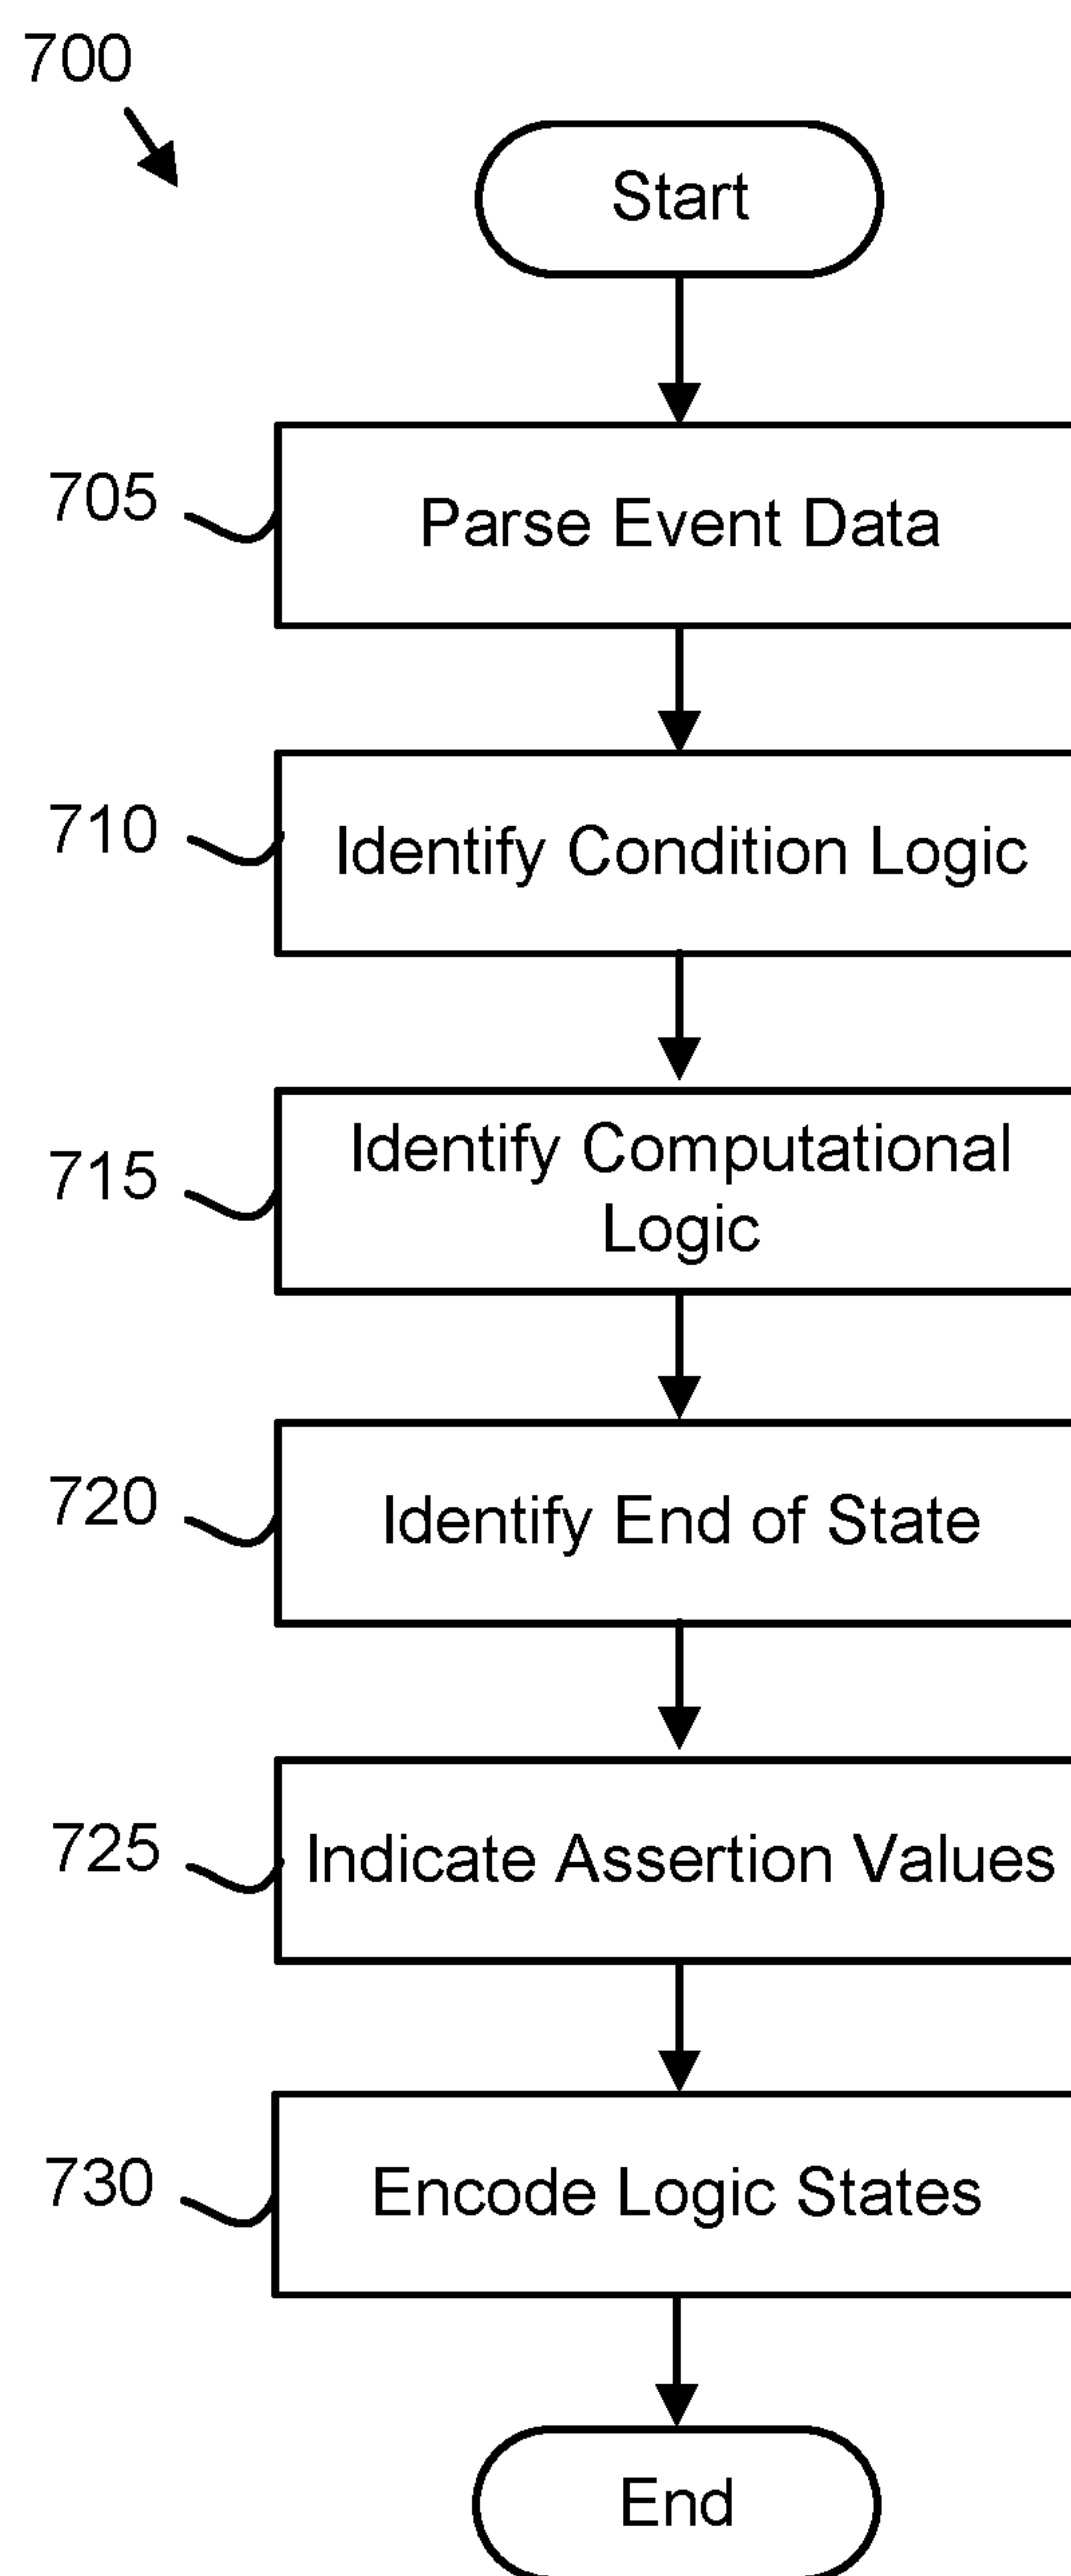 700
Start
705
Parse Event Data
710
Identify Condition Logic
715
Identify Computational
Logic
720
Identify End of State
725
Indicate Assertion Values
730
Encode Logic States
End